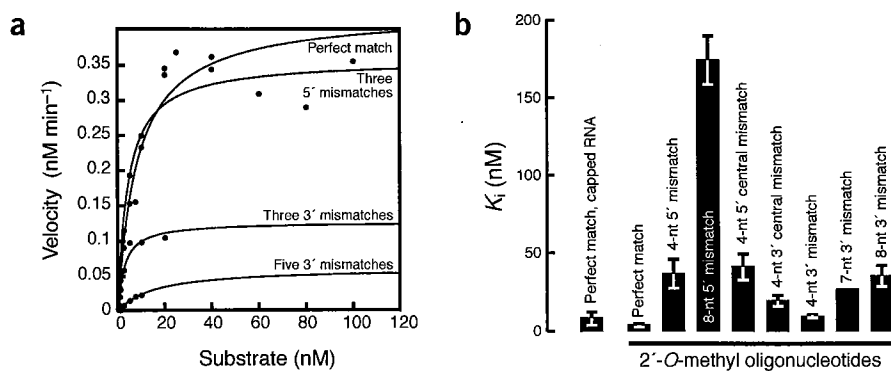 a
Velocity (nM min⁻¹)
0.35
0.3
0.25
0.2
0.15
0.1
0.05
0
Perfect match
Three
5′ mismatches
Three 3′ mismatches
Five 3′ mismatches
0 20 40 60 80 100 120
Substrate (nM)
b
Kᵢ (nM)
200
150
100
50
0
Perfect match, capped RNA
Perfect match
4-nt 5′ mismatch
8-nt 5′ mismatch
4-nt 5′ central mismatch
4-nt 3′ central mismatch
4-nt 3′ mismatch
7-nt 3′ mismatch
8-nt 3′ mismatch
2′-O-methyl oligonucleotides